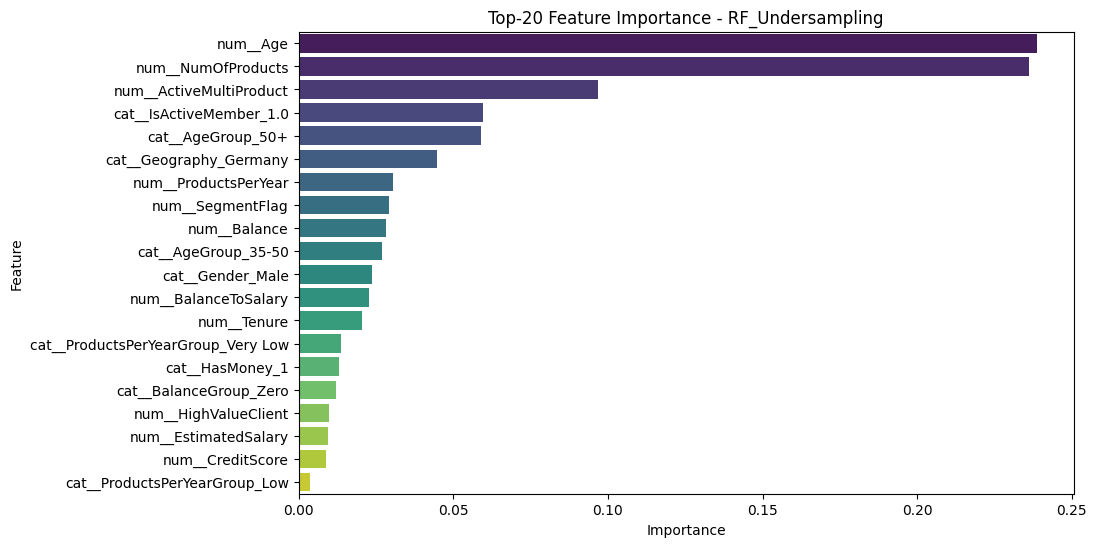 Top-20 Feature Importance - RF_Undersampling
Feature
num__Age
num__NumOfProducts
num__ActiveMultiProduct
cat__IsActiveMember_1.0
cat__AgeGroup_50+
cat__Geography_Germany
num__ProductsPerYear
num__SegmentFlag
num__Balance
cat__AgeGroup_35-50
cat__Gender_Male
num__BalanceToSalary
num__Tenure
cat__ProductsPerYearGroup_Very Low
cat__HasMoney_1
cat__BalanceGroup_Zero
num__HighValueClient
num__EstimatedSalary
num__CreditScore
cat__ProductsPerYearGroup_Low
0.00 0.05 0.10 0.15 0.20 0.25
Importance